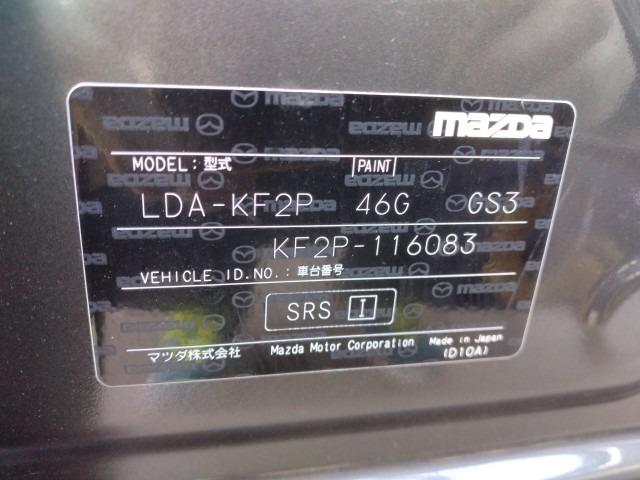 mazda
MODEL:型式 PAINT
LDA-KF2P 46G GS3
KF2P-116083
VEHICLE ID.NO.:車台番号
SRS I
マツダ株式会社 Mazda Motor Corporation Made in Japan
(D10A)